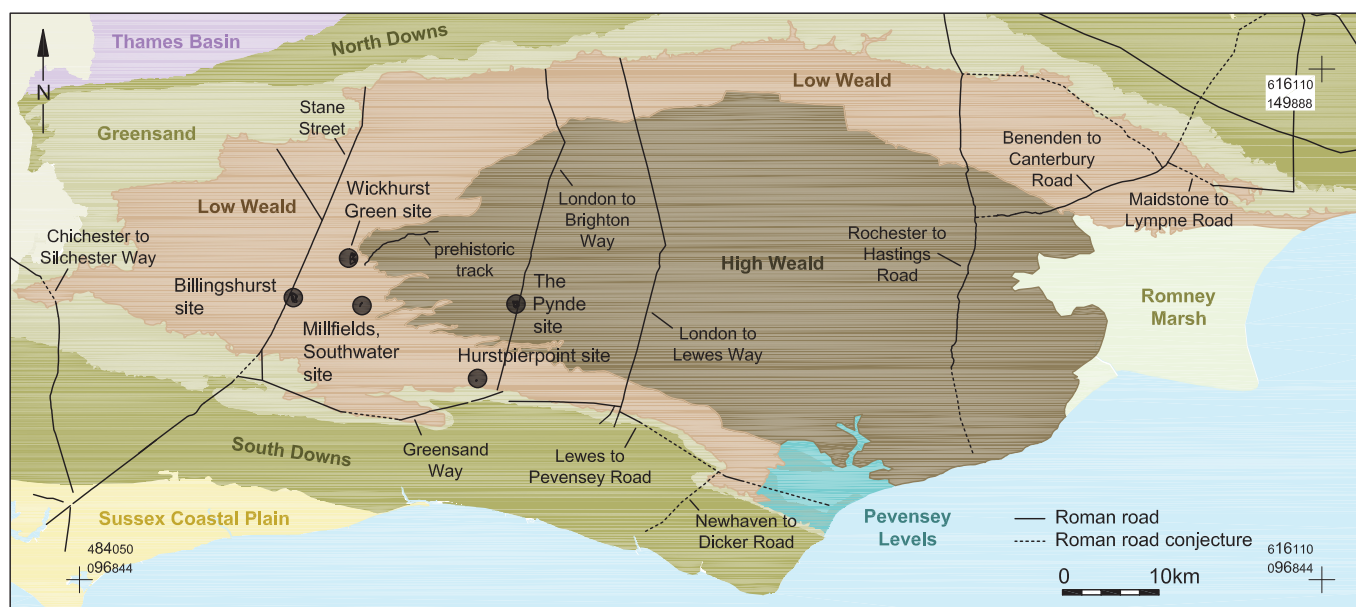 Thames Basin
North Downs
N
Low Weald
616110
149888
Stane
Street
Greensand
Benenden to
Canterbury
Road
Wickhurst
Green site
Low Weald
London to
Brighton
Way
Maidstone to
Lympne Road
Chichester to
Silchester Way
prehistoric
track
Rochester to
Hastings
Road
High Weald
Billingshurst
site
The
Pynde
site
Romney
Marsh
Millfields,
Southwater
site
London to
Lewes Way
Hurstpierpoint site
South Downs
Greensand
Way
Lewes to
Pevensey Road
Sussex Coastal Plain
Newhaven to
Dicker Road
Pevensey
Levels
Roman road
Roman road conjecture
484050
096844
616110
096844
0 10km